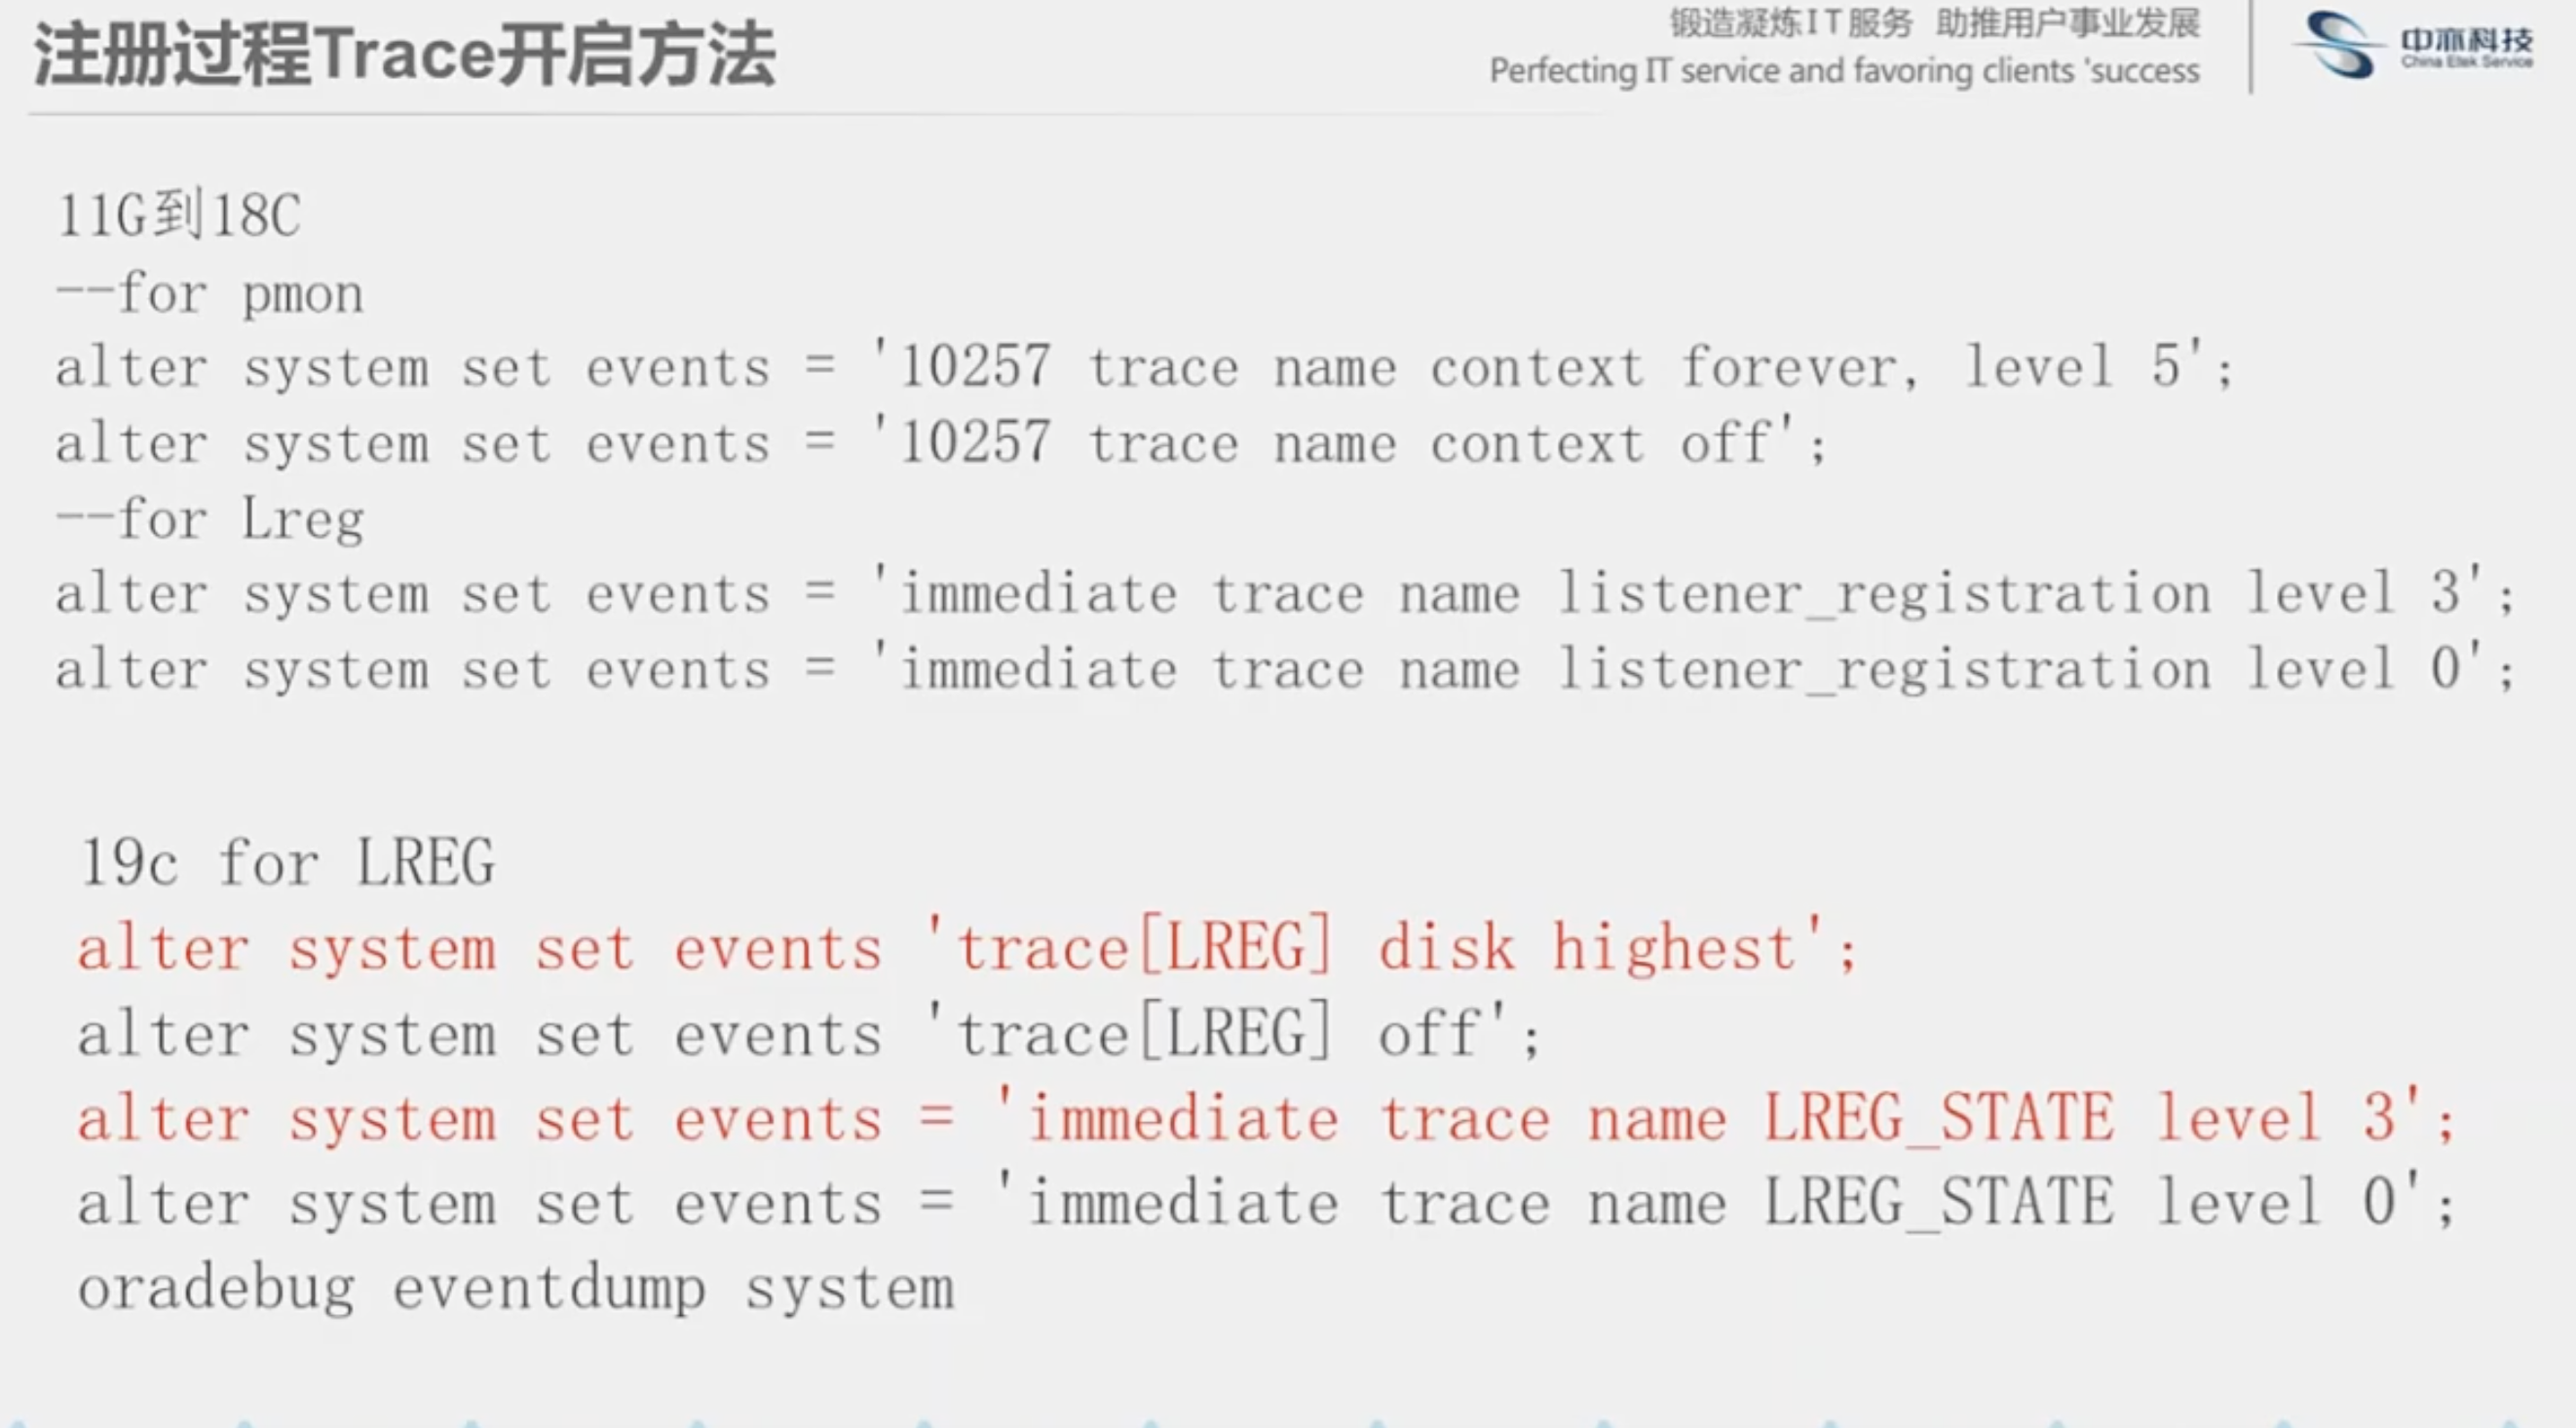 注册过程Trace开启方法
锻造凝炼IT服务 助推用户事业发展
Perfecting IT service and favoring clients 'success
中亦科技
China Etek Service
11G到18C
--for pmon
alter system set events = '10257 trace name context forever, level 5';
alter system set events = '10257 trace name context off';
--for Lreg
alter system set events = 'immediate trace name listener_registration level 3';
alter system set events = 'immediate trace name listener_registration level 0';
19c for LREG
alter system set events 'trace[LREG] disk highest';
alter system set events 'trace[LREG] off';
alter system set events = 'immediate trace name LREG_STATE level 3';
alter system set events = 'immediate trace name LREG_STATE level 0';
oradebug eventdump system